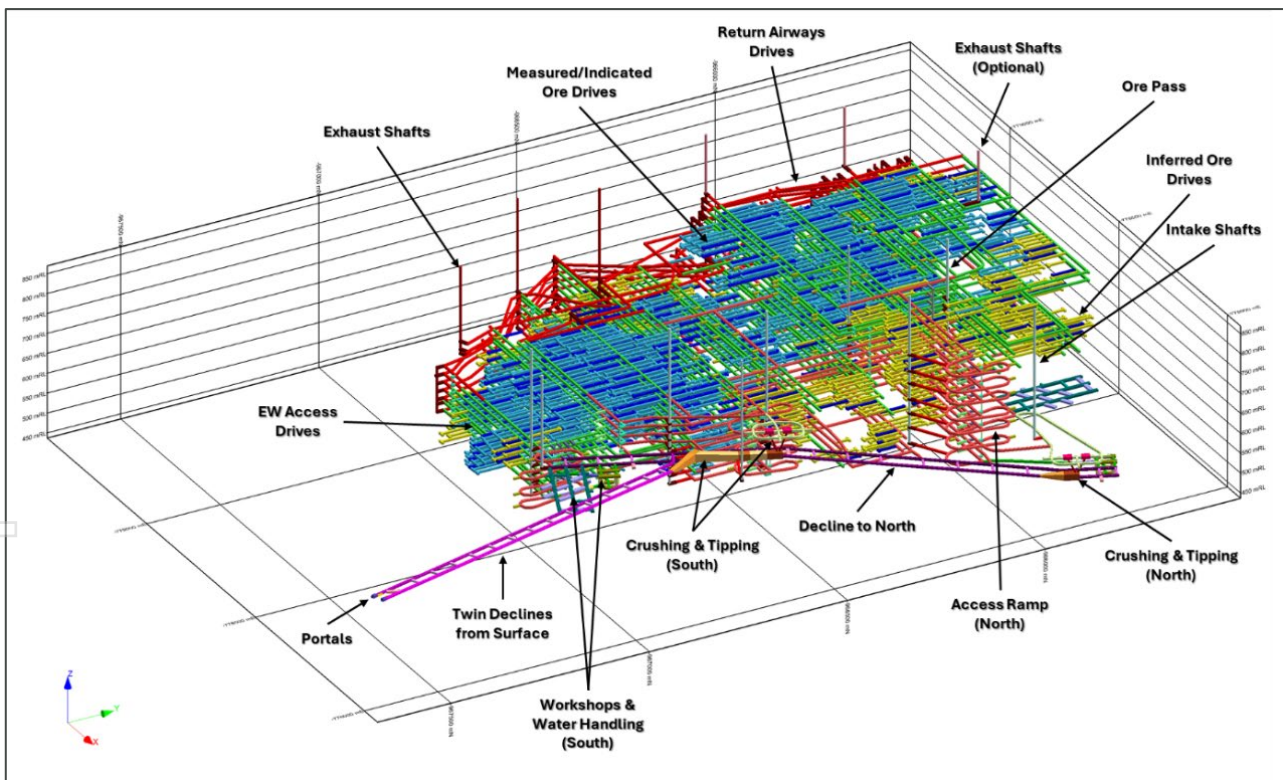 Return Airways
Drives
Exhaust Shafts
(Optional)
Measured/Indicated
Ore Drives
Ore Pass
Exhaust Shafts
Inferred Ore
Drives
Intake Shafts
850 mRL
800 mRL
750 mRL
700 mRL
650 mRL
600 mRL
550 mRL
500 mRL
450 mRL
EW Access
Drives
Crushing & Tipping
(South)
Decline to North
Crushing & Tipping
(North)
Access Ramp
(North)
Portals
Twin Declines
from Surface
Workshops &
Water Handling
(South)
Z
Y
X